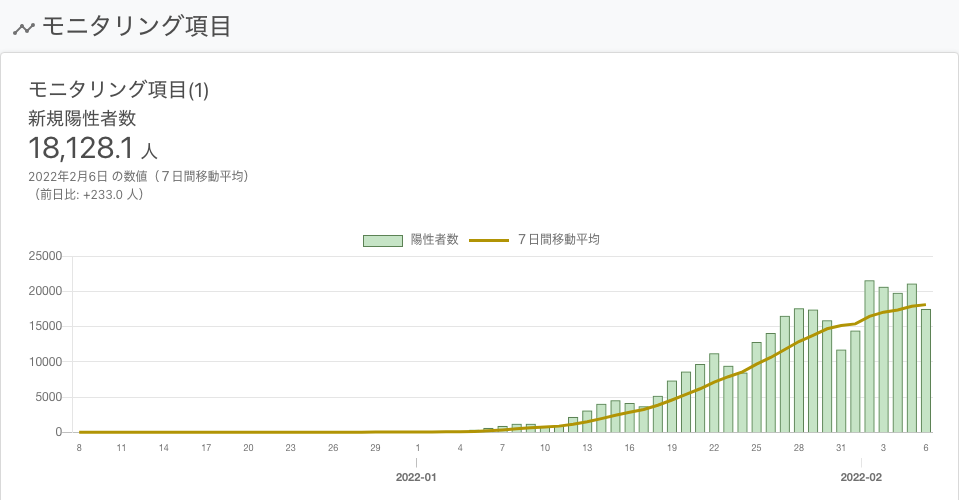 モニタリング項目
モニタリング項目(1)
新規陽性者数
18,128.1 人
2022年2月6日 の数値（７日間移動平均）
（前日比: +233.0 人）
陽性者数 ７日間移動平均
25000
20000
15000
10000
5000
0
8 11 14 17 20 23 26 29 1 4 7 10 13 16 19 22 25 28 31 3 6
2022-01 2022-02